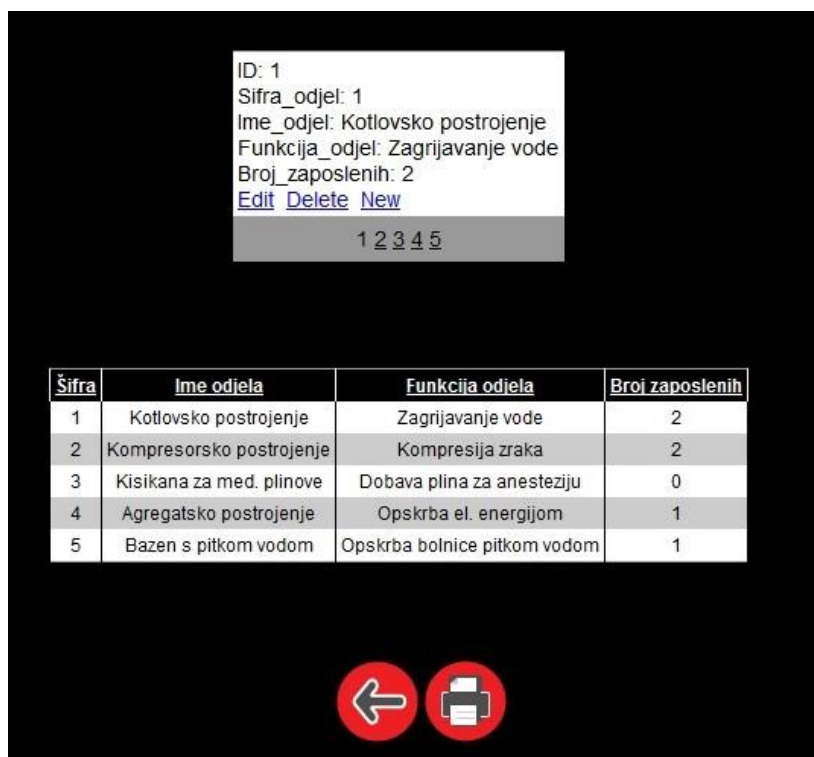 ID: 1
Sifra_odjel: 1
Ime_odjel: Kotlovsko postrojenje
Funkcija_odjel: Zagrijavanje vode
Broj_zaposlenih: 2
Edit Delete New
1 2 3 4 5
Šifra Ime odjela Funkcija odjela Broj zaposlenih
1 Kotlovsko postrojenje Zagrijavanje vode 2
2 Kompresorsko postrojenje Kompresija zraka 2
3 Kisikana za med. plinove Dobava plina za anesteziju 0
4 Agregatsko postrojenje Opskrba el. energijom 1
5 Bazen s pitkom vodom Opskrba bolnice pitkom vodom 1